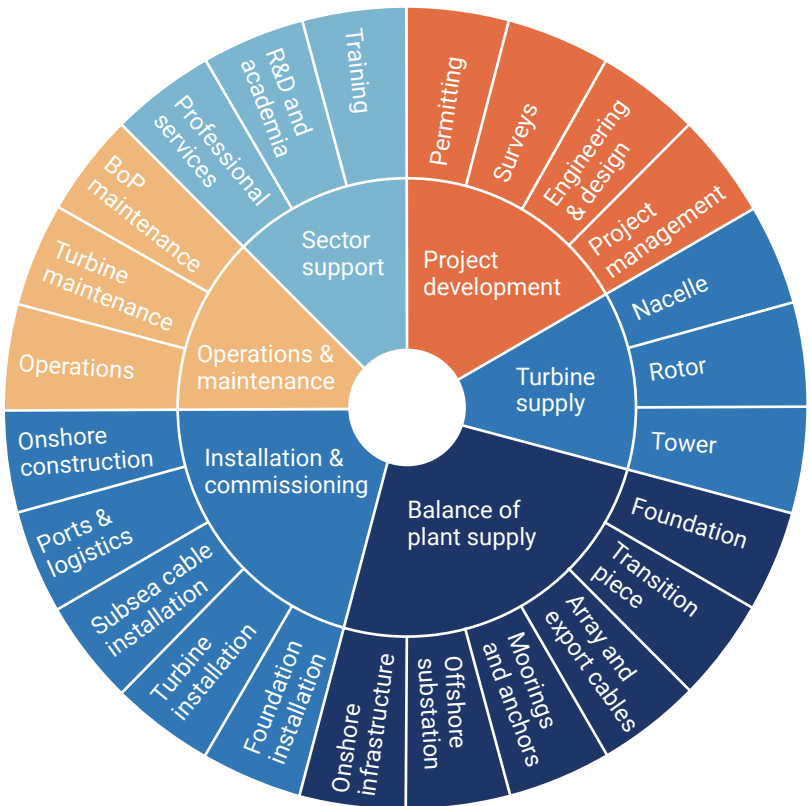 Project
development
Permitting
Surveys
Engineering
& design
Project
management
Turbine
supply
Nacelle
Rotor
Tower
Balance of
plant supply
Foundation
Transition
piece
Array and
export cables
Moorings
and anchors
Offshore
substation
Onshore
infrastructure
Installation &
commissioning
Foundation
installation
Turbine
installation
Subsea cable
installation
Ports &
logistics
Onshore
construction
Operations &
maintenance
Operations
Turbine
maintenance
BoP
maintenance
Sector
support
Professional
services
R&D and
academia
Training